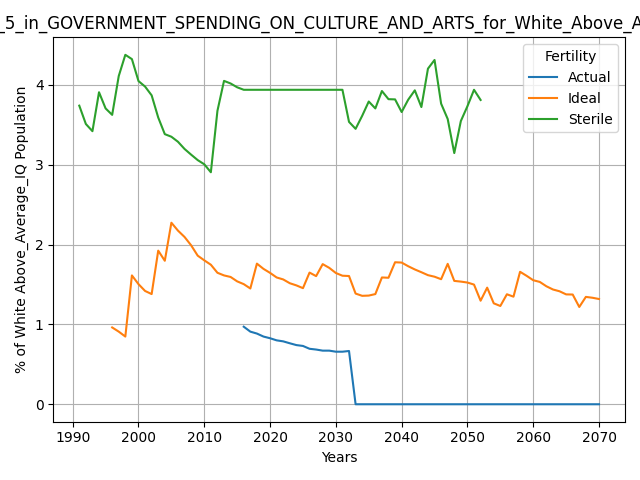 _5_in_GOVERNMENT_SPENDING_ON_CULTURE_AND_ARTS_for_White_Above_A
Fertility
Actual
Ideal
Sterile
% of White Above_Average_IQ Population
4
3
2
1
0
1990 2000 2010 2020 2030 2040 2050 2060 2070
Years